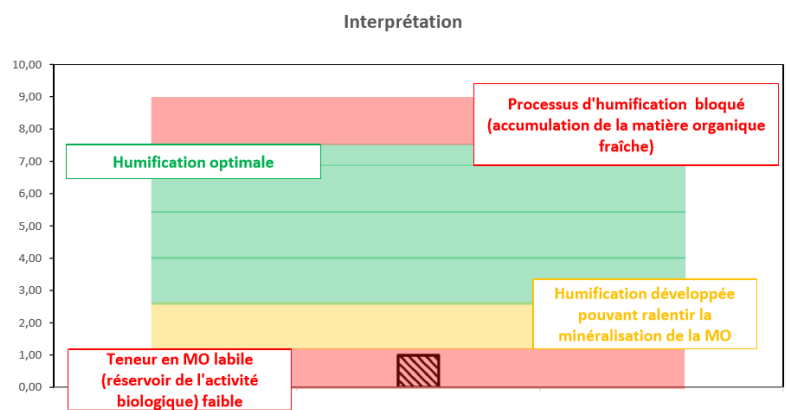 Interprétation
10,00
9,00
8,00
7,00
6,00
5,00
4,00
3,00
2,00
1,00
0,00
Processus d'humification bloqué
(accumulation de la matière organique
fraîche)
Humification optimale
Humification développée
pouvant ralentir la
minéralisation de la MO
Teneur en MO labile
(réservoir de l'activité
biologique) faible